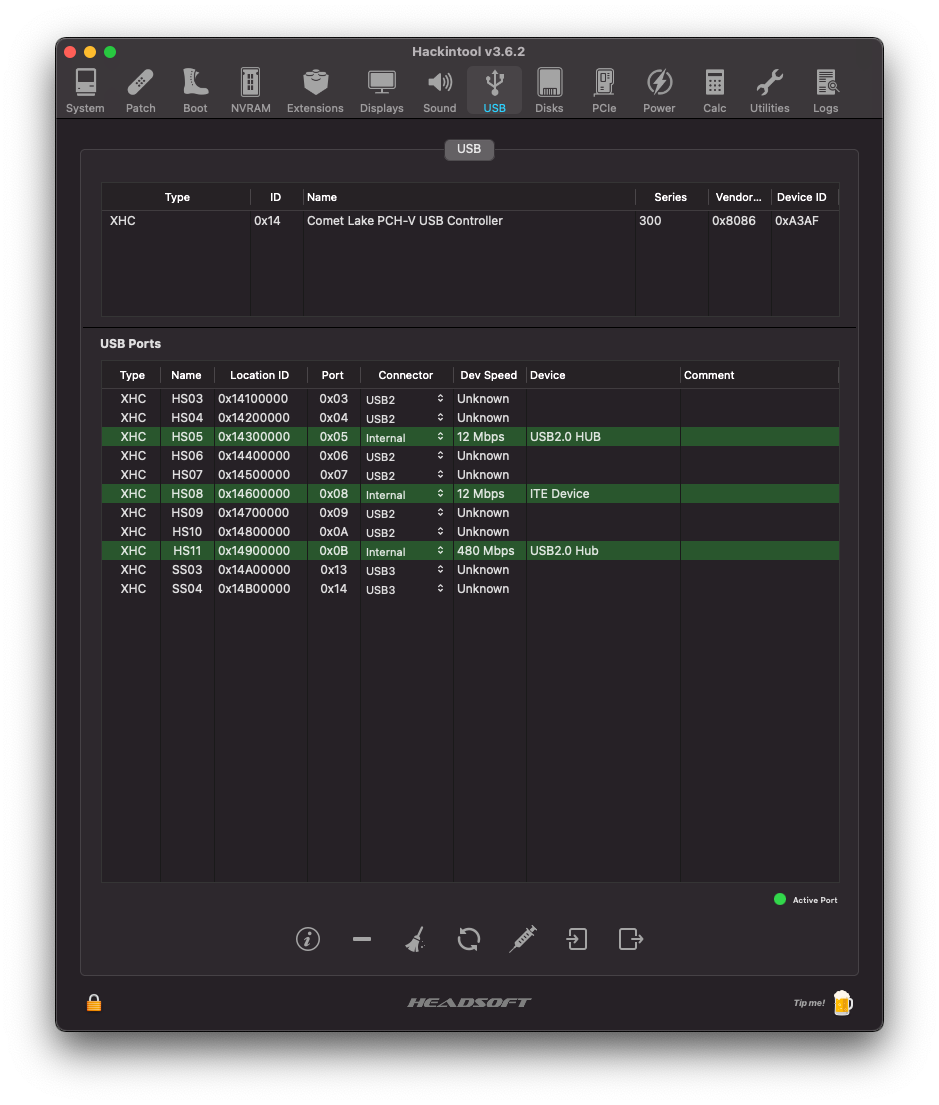 Hackintool v3.6.2
System Patch Boot NVRAM Extensions Displays Sound USB Disks PCIe Power Calc Utilities Logs
USB
Type ID Name Series Vendor... Device ID
XHC 0x14 Comet Lake PCH-V USB Controller 300 0x8086 0xA3AF
USB Ports
Type Name Location ID Port Connector Dev Speed Device Comment
XHC HS03 0x14100000 0x03 USB2 Unknown
XHC HS04 0x14200000 0x04 USB2 Unknown
XHC HS05 0x14300000 0x05 Internal 12 Mbps USB2.0 HUB
XHC HS06 0x14400000 0x06 USB2 Unknown
XHC HS07 0x14500000 0x07 USB2 Unknown
XHC HS08 0x14600000 0x08 Internal 12 Mbps ITE Device
XHC HS09 0x14700000 0x09 USB2 Unknown
XHC HS10 0x14800000 0x0A USB2 Unknown
XHC HS11 0x14900000 0x0B Internal 480 Mbps USB2.0 Hub
XHC SS03 0x14A00000 0x13 USB3 Unknown
XHC SS04 0x14B00000 0x14 USB3 Unknown
Active Port
HEADSOFT
Tip me!